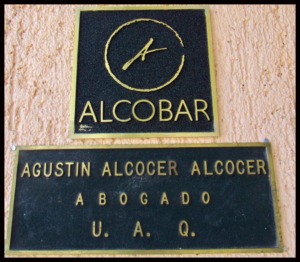 A
ALCOBAR
AGUSTIN ALCOCER ALCOCER
ABOGADO
U. A. Q.